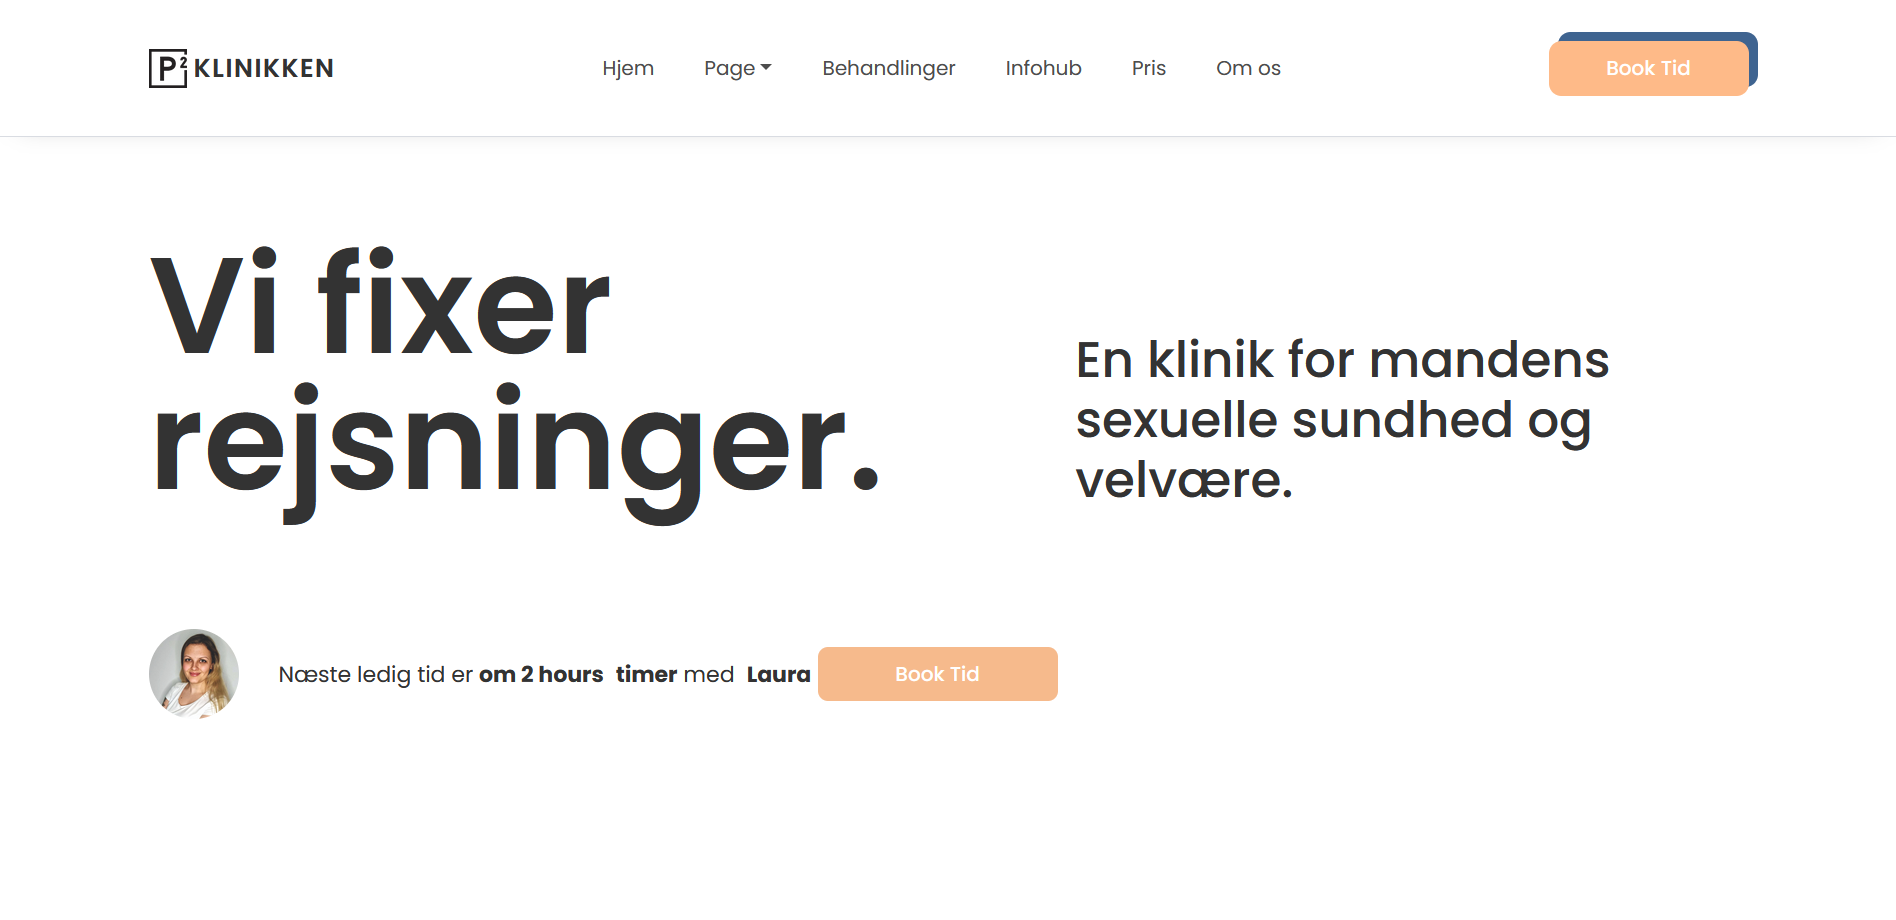 P² KLINIKKEN
Hjem Page Behandlinger Infohub Pris Om os
Book Tid
Vi fixer
rejsninger.
En klinik for mandens
sexuelle sundhed og
velvære.
Næste ledig tid er om 2 hours timer med Laura
Book Tid